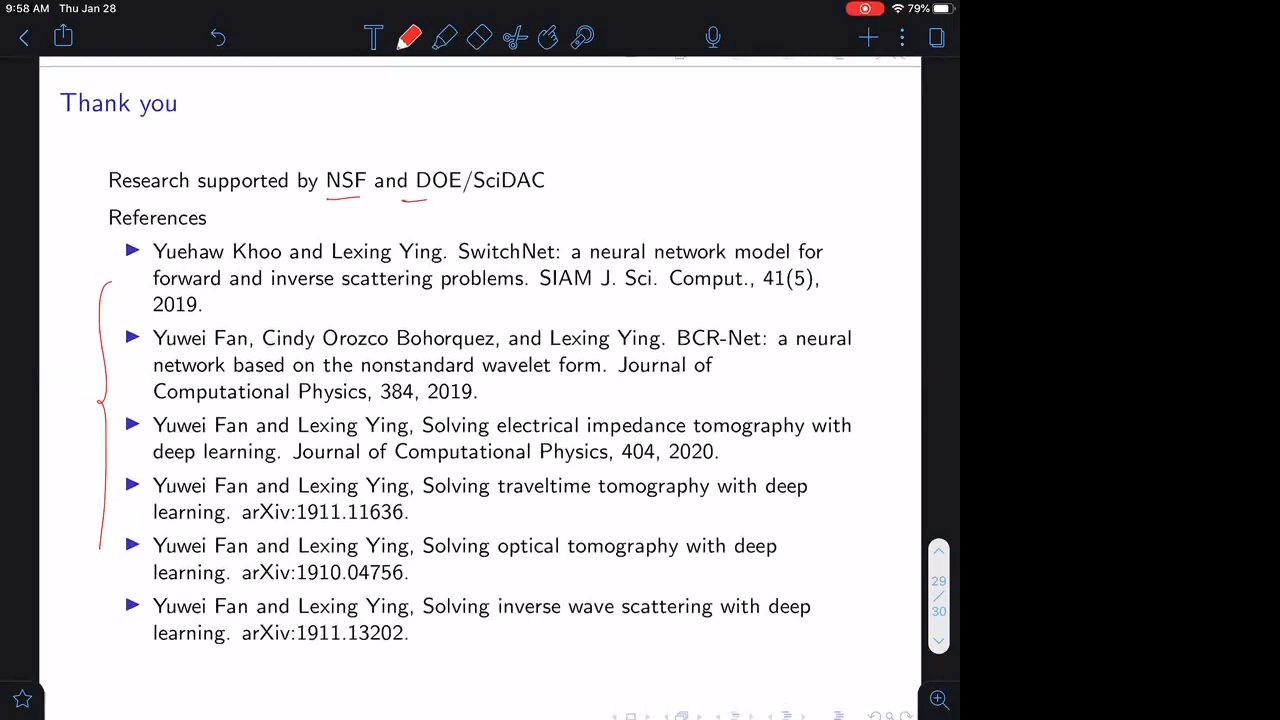 9:58 AM Thu Jan 28
79%
Thank you
Research supported by NSF and DOE/SciDAC
References
Yuehaw Khoo and Lexing Ying. SwitchNet: a neural network model for
forward and inverse scattering problems. SIAM J. Sci. Comput., 41(5),
2019.
Yuwei Fan, Cindy Orozco Bohorquez, and Lexing Ying. BCR-Net: a neural
network based on the nonstandard wavelet form. Journal of
Computational Physics, 384, 2019.
Yuwei Fan and Lexing Ying, Solving electrical impedance tomography with
deep learning. Journal of Computational Physics, 404, 2020.
Yuwei Fan and Lexing Ying, Solving traveltime tomography with deep
learning. arXiv:1911.11636.
Yuwei Fan and Lexing Ying, Solving optical tomography with deep
learning. arXiv:1910.04756.
Yuwei Fan and Lexing Ying, Solving inverse wave scattering with deep
learning. arXiv:1911.13202.
29
/
30